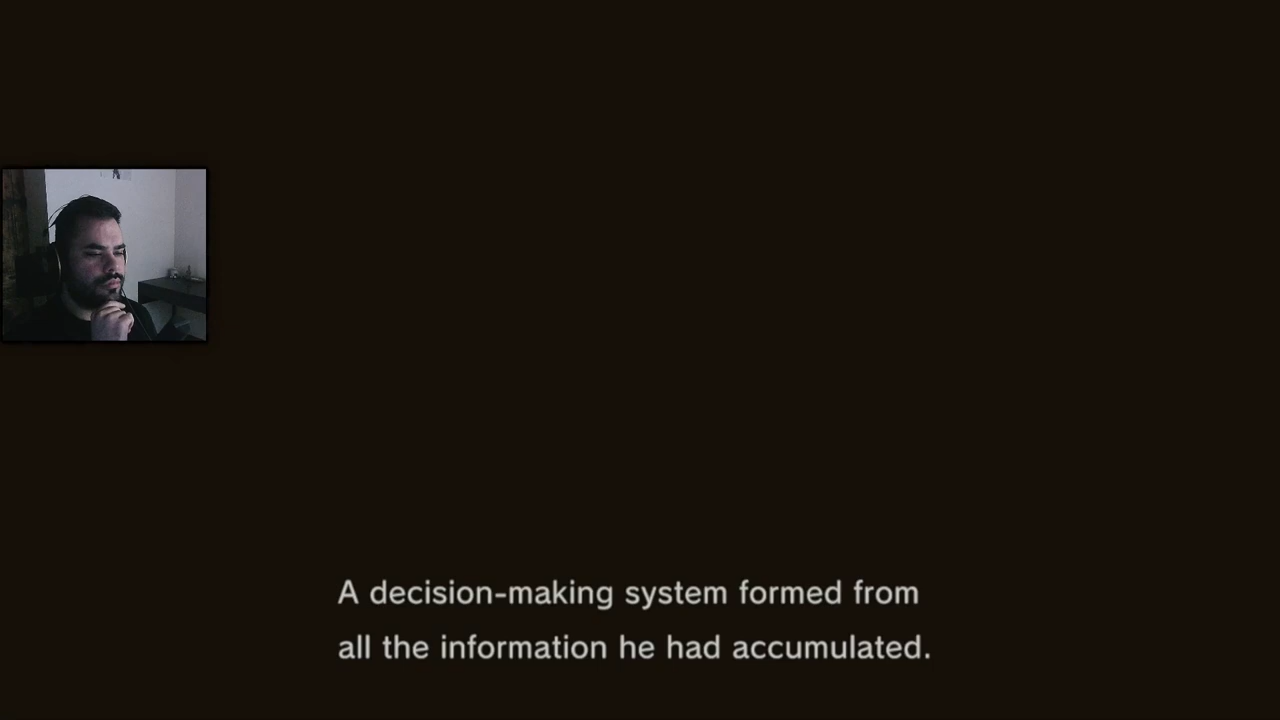 A decision-making system formed from
all the information he had accumulated.